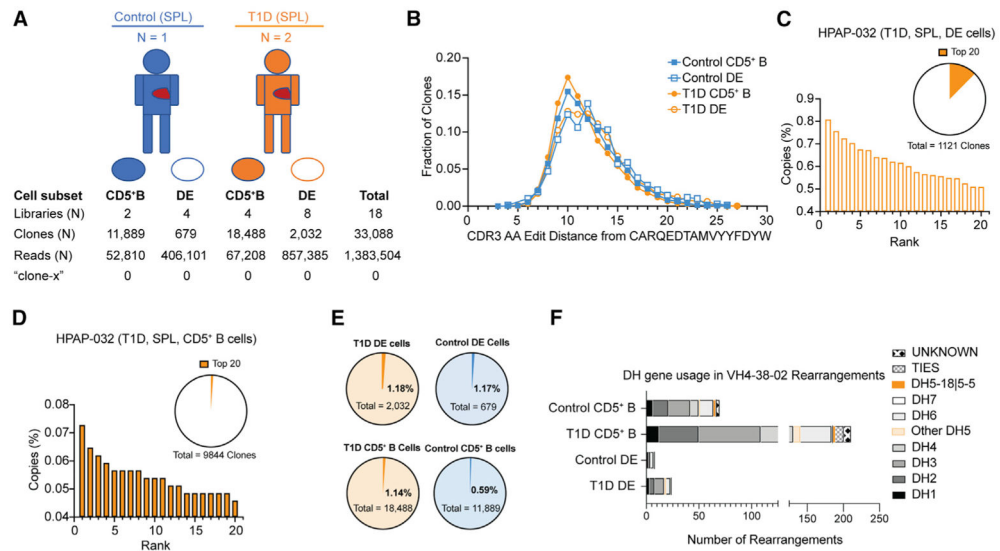 A
Control (SPL)
N = 1
T1D (SPL)
N = 2
Cell subset CD5⁺B DE CD5⁺B DE Total
Libraries (N) 2 4 4 8 18
Clones (N) 11,889 679 18,488 2,032 33,088
Reads (N) 52,810 406,101 67,208 857,385 1,383,504
"clone-x" 0 0 0 0 0
B
Control CD5⁺ B
Control DE
T1D CD5⁺ B
T1D DE
Fraction of Clones
0.20
0.15
0.10
0.05
0.00
0 5 10 15 20 25 30
CDR3 AA Edit Distance from CARQEDTAMVYYFDYW
C
HPAP-032 (T1D, SPL, DE cells)
Top 20
Total = 1121 Clones
Copies (%)
0.9
0.8
0.7
0.6
0.5
0.4
0 10 20
Rank
D
HPAP-032 (T1D, SPL, CD5⁺ B cells)
Top 20
Total = 9844 Clones
Copies (%)
0.08
0.07
0.06
0.05
0.04
0 10 20
Rank
E
T1D DE cells
1.18%
Total = 2,032
Control DE Cells
1.17%
Total = 679
T1D CD5⁺ B Cells
1.14%
Total = 18,488
Control CD5⁺ B cells
0.59%
Total = 11,889
F
DH gene usage in VH4-38-02 Rearrangements
Control CD5⁺ B
T1D CD5⁺ B
Control DE
T1D DE
0 50 100 150 200 250
Number of Rearrangements
UNKNOWN
TIES
DH5-18|5-5
DH7
DH6
Other DH5
DH4
DH3
DH2
DH1